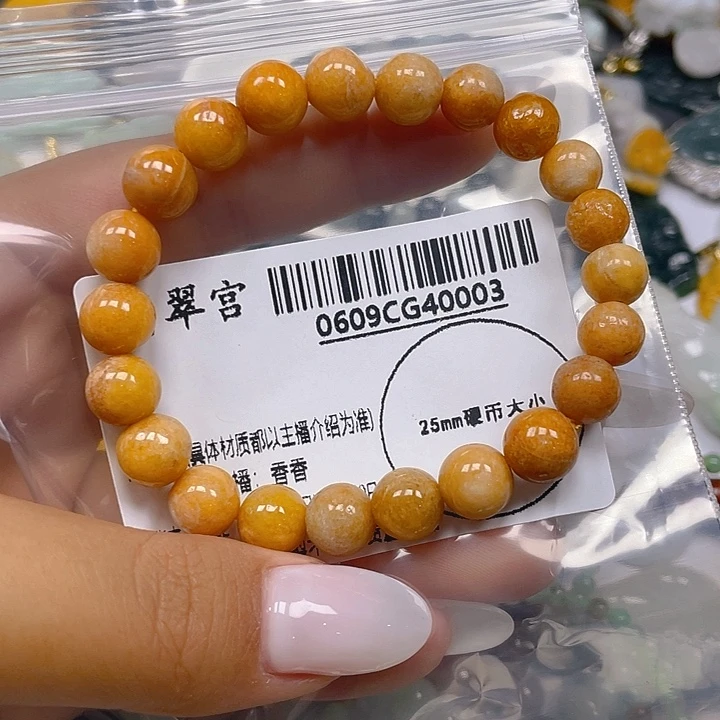 翠宫
0609CG40003
具体材质都以主播介绍为准)
25mm硬币大小
播：香香